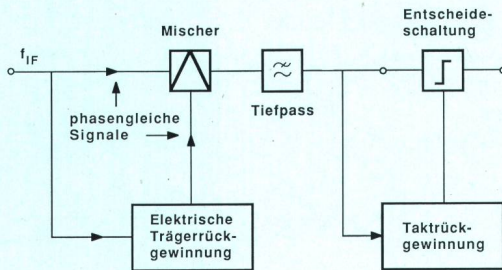 Entscheide-
schaltung
Mischer
f_IF
phasengleiche
Signale
Tiefpass
Elektrische
Trägerrück-
gewinnung
Taktrück-
gewinnung